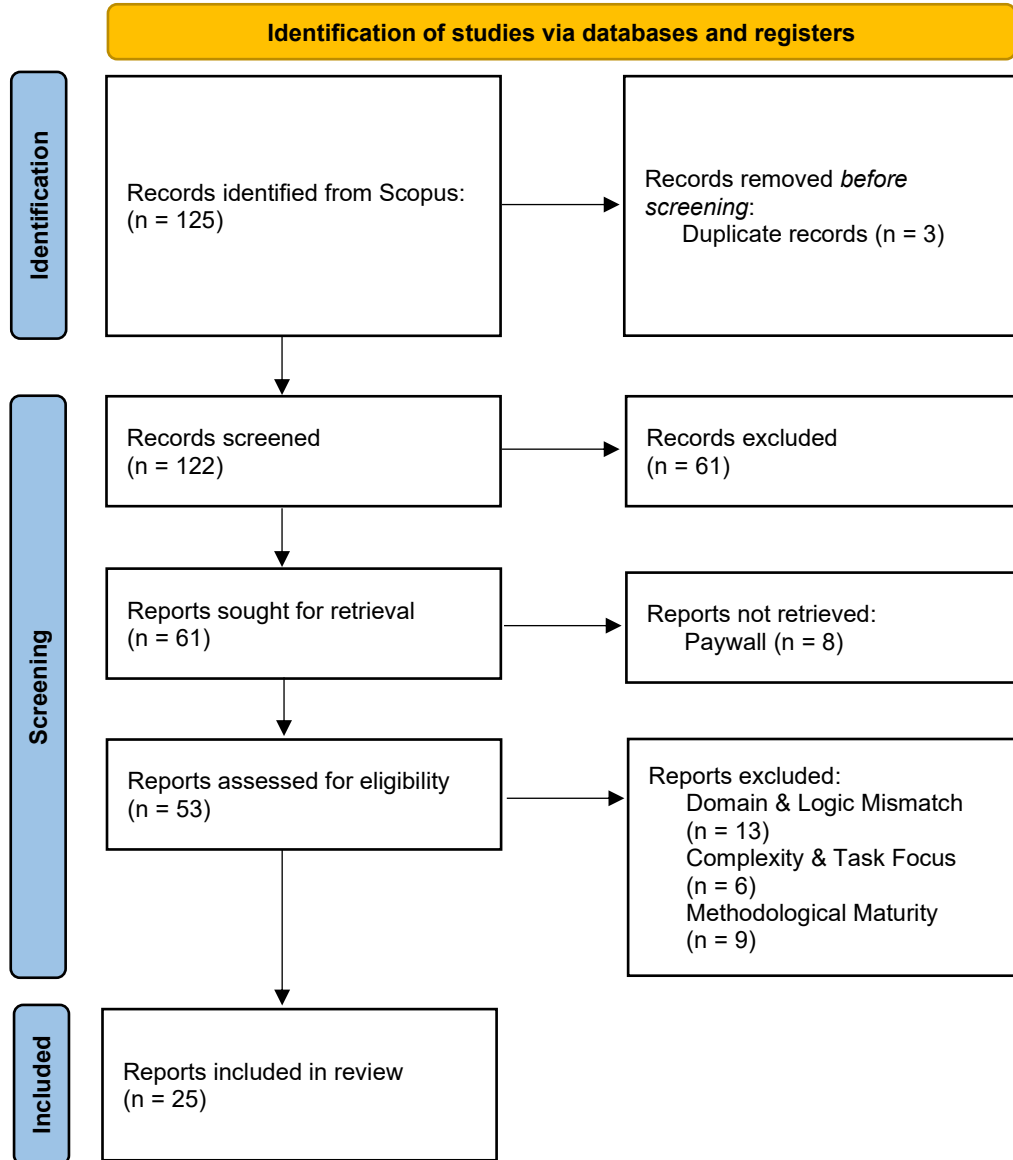 Identification of studies via databases and registers
Identification
Records identified from Scopus:
(n = 125)
Records removed before
screening:
Duplicate records (n = 3)
Screening
Records screened
(n = 122)
Records excluded
(n = 61)
Reports sought for retrieval
(n = 61)
Reports not retrieved:
Paywall (n = 8)
Reports assessed for eligibility
(n = 53)
Reports excluded:
Domain & Logic Mismatch
(n = 13)
Complexity & Task Focus
(n = 6)
Methodological Maturity
(n = 9)
Included
Reports included in review
(n = 25)